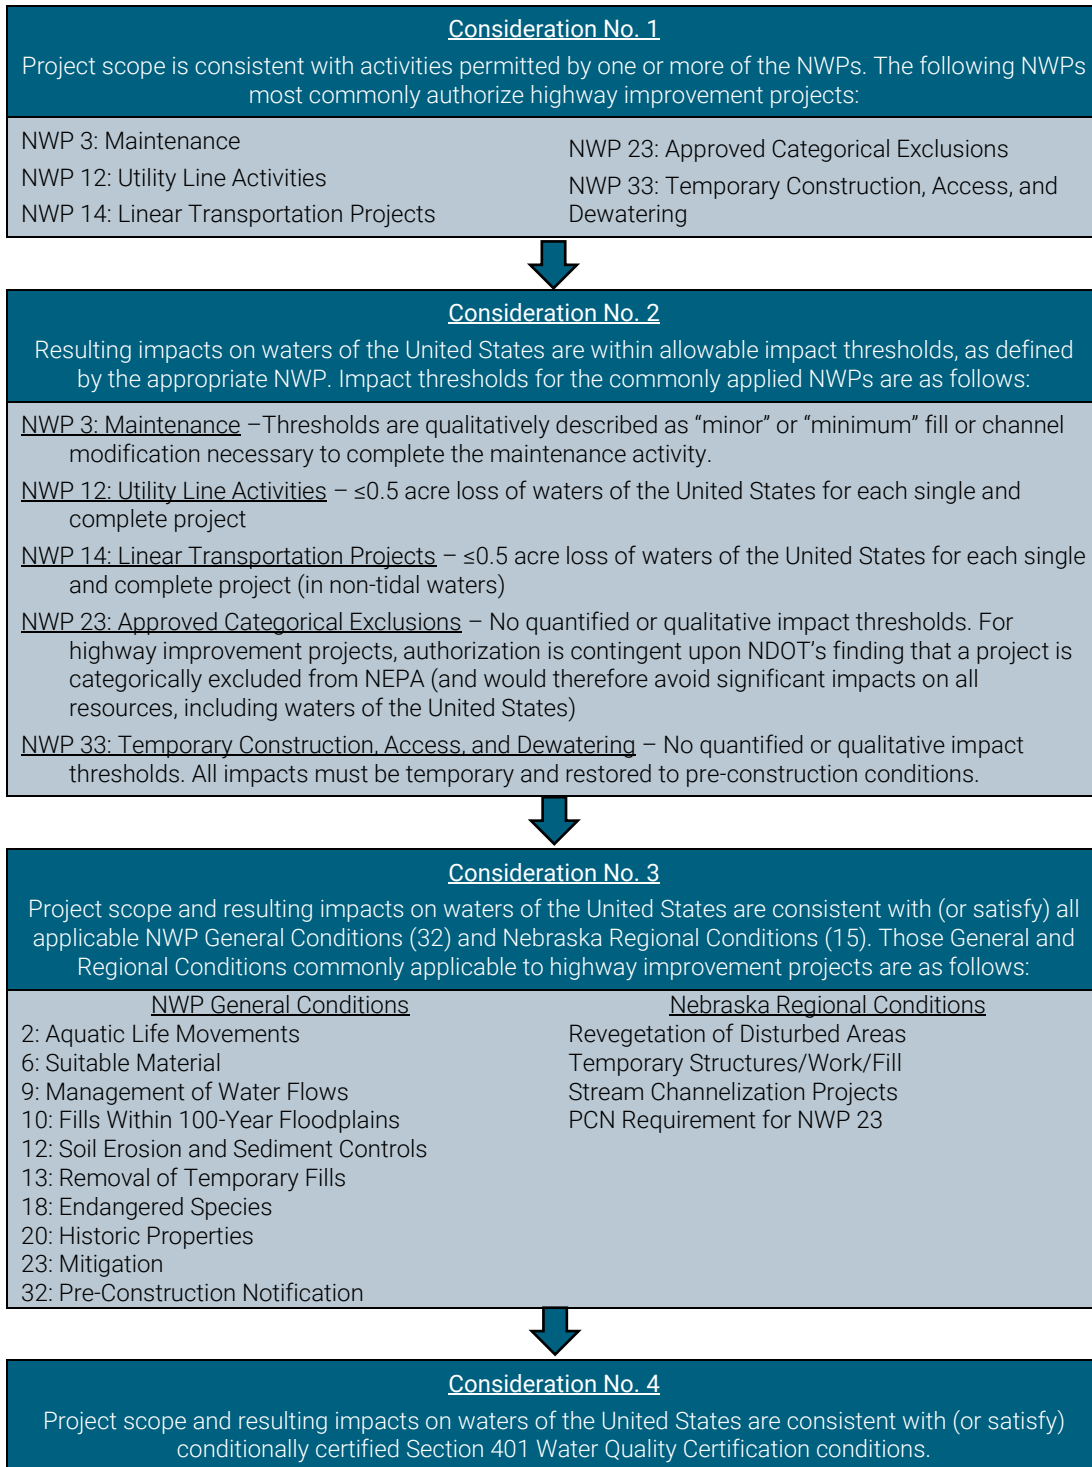 Consideration No. 1
Project scope is consistent with activities permitted by one or more of the NWPs. The following NWPs
most commonly authorize highway improvement projects:
NWP 3: Maintenance
NWP 12: Utility Line Activities
NWP 14: Linear Transportation Projects
NWP 23: Approved Categorical Exclusions
NWP 33: Temporary Construction, Access, and
Dewatering
Consideration No. 2
Resulting impacts on waters of the United States are within allowable impact thresholds, as defined
by the appropriate NWP. Impact thresholds for the commonly applied NWPs are as follows:
NWP 3: Maintenance –Thresholds are qualitatively described as “minor” or “minimum” fill or channel
modification necessary to complete the maintenance activity.
NWP 12: Utility Line Activities – ≤0.5 acre loss of waters of the United States for each single and
complete project
NWP 14: Linear Transportation Projects – ≤0.5 acre loss of waters of the United States for each single
and complete project (in non-tidal waters)
NWP 23: Approved Categorical Exclusions – No quantified or qualitative impact thresholds. For
highway improvement projects, authorization is contingent upon NDOT’s finding that a project is
categorically excluded from NEPA (and would therefore avoid significant impacts on all
resources, including waters of the United States)
NWP 33: Temporary Construction, Access, and Dewatering – No quantified or qualitative impact
thresholds. All impacts must be temporary and restored to pre-construction conditions.
Consideration No. 3
Project scope and resulting impacts on waters of the United States are consistent with (or satisfy) all
applicable NWP General Conditions (32) and Nebraska Regional Conditions (15). Those General and
Regional Conditions commonly applicable to highway improvement projects are as follows:
NWP General Conditions
2: Aquatic Life Movements
6: Suitable Material
9: Management of Water Flows
10: Fills Within 100-Year Floodplains
12: Soil Erosion and Sediment Controls
13: Removal of Temporary Fills
18: Endangered Species
20: Historic Properties
23: Mitigation
32: Pre-Construction Notification
Nebraska Regional Conditions
Revegetation of Disturbed Areas
Temporary Structures/Work/Fill
Stream Channelization Projects
PCN Requirement for NWP 23
Consideration No. 4
Project scope and resulting impacts on waters of the United States are consistent with (or satisfy)
conditionally certified Section 401 Water Quality Certification conditions.